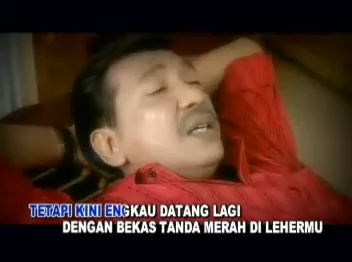 TETAPI KINI ENGKAU DATANG LAGI
DENGAN BEKAS TANDA MERAH DI LEHERMU